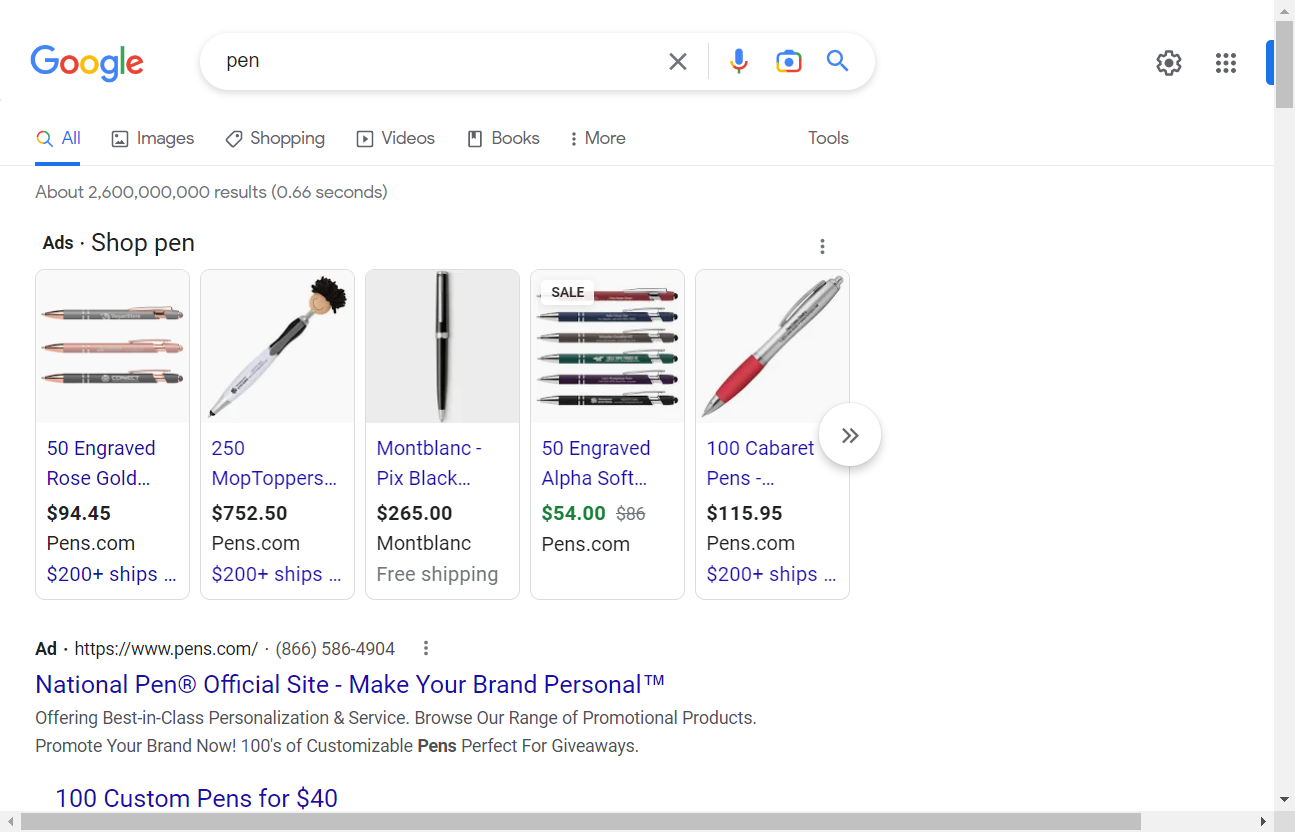 Google
pen
All
Images
Shopping
Videos
Books
More
Tools
About 2,600,000,000 results (0.66 seconds)
Ads · Shop pen
SALE
50 Engraved
Rose Gold...
$94.45
Pens.com
$200+ ships ...
250
MopToppers...
$752.50
Pens.com
$200+ ships ...
Montblanc -
Pix Black...
$265.00
Montblanc
Free shipping
50 Engraved
Alpha Soft...
$54.00 $86
Pens.com
100 Cabaret
Pens -...
$115.95
Pens.com
$200+ ships ...
Ad · https://www.pens.com/ · (866) 586-4904
National Pen® Official Site - Make Your Brand Personal™
Offering Best-in-Class Personalization & Service. Browse Our Range of Promotional Products.
Promote Your Brand Now! 100's of Customizable Pens Perfect For Giveaways.
100 Custom Pens for $40